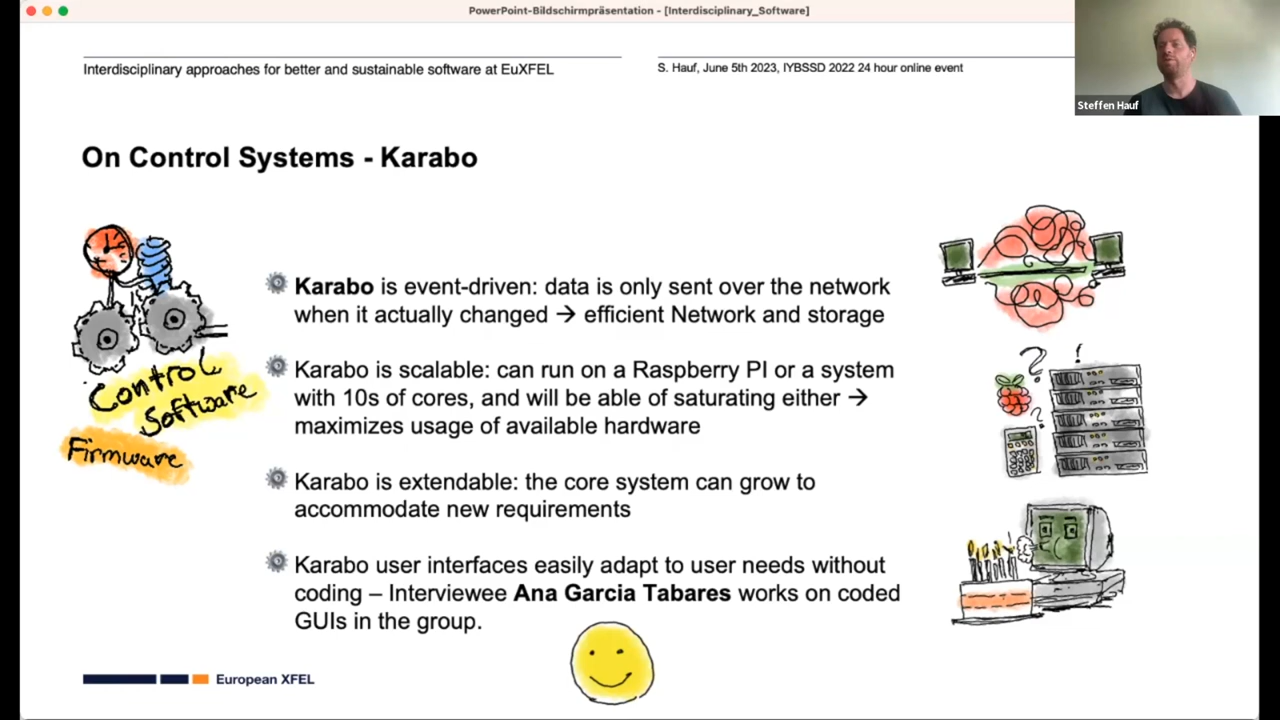 PowerPoint-Bildschirmpräsentation - [Interdisciplinary_Software]
Interdisciplinary approaches for better and sustainable software at EuXFEL
S. Hauf, June 5th 2023, IYBSSD 2022 24 hour online event
Steffen Hauf
On Control Systems - Karabo
Control
Software
Firmware
Karabo is event-driven: data is only sent over the network
when it actually changed → efficient Network and storage
Karabo is scalable: can run on a Raspberry PI or a system
with 10s of cores, and will be able of saturating either →
maximizes usage of available hardware
Karabo is extendable: the core system can grow to
accommodate new requirements
Karabo user interfaces easily adapt to user needs without
coding – Interviewee Ana Garcia Tabares works on coded
GUIs in the group.
? !
?
European XFEL